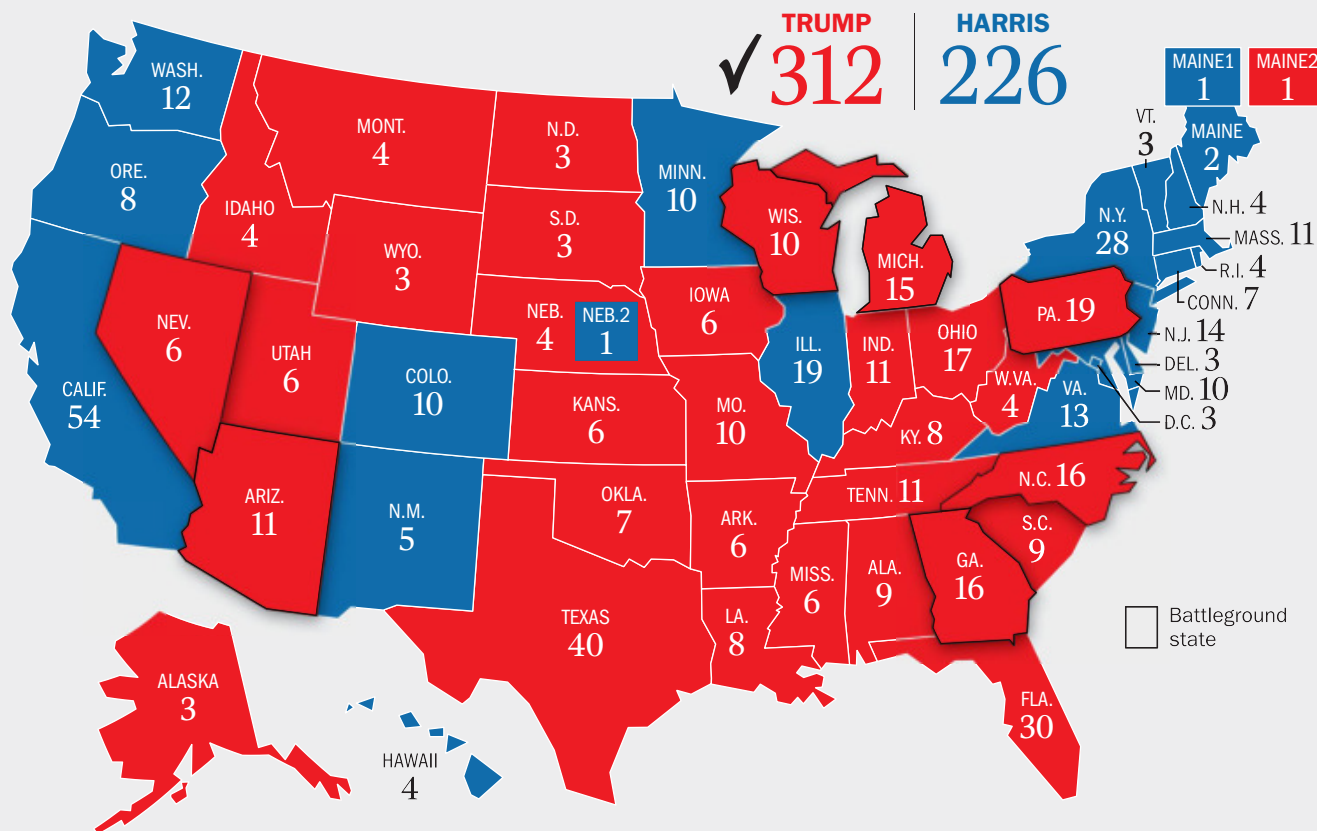 TRUMP
312
HARRIS
226
MAINE1
1
MAINE2
1
WASH.
12
ORE.
8
CALIF.
54
NEV.
6
IDAHO
4
MONT.
4
WYO.
3
UTAH
6
ARIZ.
11
COLO.
10
N.M.
5
N.D.
3
S.D.
3
NEB.
4
NEB.2
1
KANS.
6
OKLA.
7
TEXAS
40
MINN.
10
IOWA
6
MO.
10
ARK.
6
LA.
8
WIS.
10
ILL.
19
MICH.
15
IND.
11
OHIO
17
KY. 8
TENN. 11
MISS.
6
ALA.
9
GA.
16
FLA.
30
S.C.
9
N.C. 16
VA.
13
W.VA.
4
PA. 19
N.Y.
28
VT.
3
MAINE
2
N.H. 4
MASS. 11
R.I. 4
CONN. 7
N.J. 14
DEL. 3
MD. 10
D.C. 3
Battleground
state
ALASKA
3
HAWAII
4